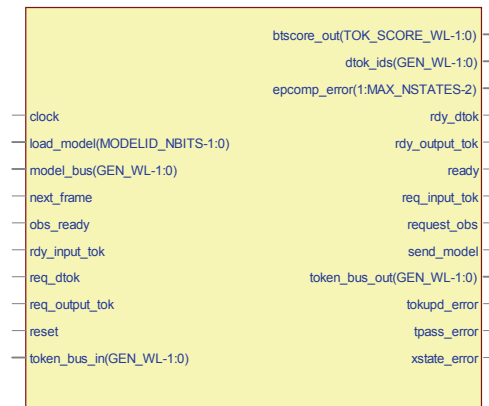 btscore_out(TOK_SCORE_WL-1:0)
dtok_ids(GEN_WL-1:0)
epcomp_error(1:MAX_NSTATES-2)
clock
rdy_dtok
load_model(MODELID_NBITS-1:0)
rdy_output_tok
model_bus(GEN_WL-1:0)
ready
next_frame
req_input_tok
obs_ready
request_obs
rdy_input_tok
send_model
req_dtok
token_bus_out(GEN_WL-1:0)
req_output_tok
tokupd_error
reset
tpass_error
token_bus_in(GEN_WL-1:0)
xstate_error